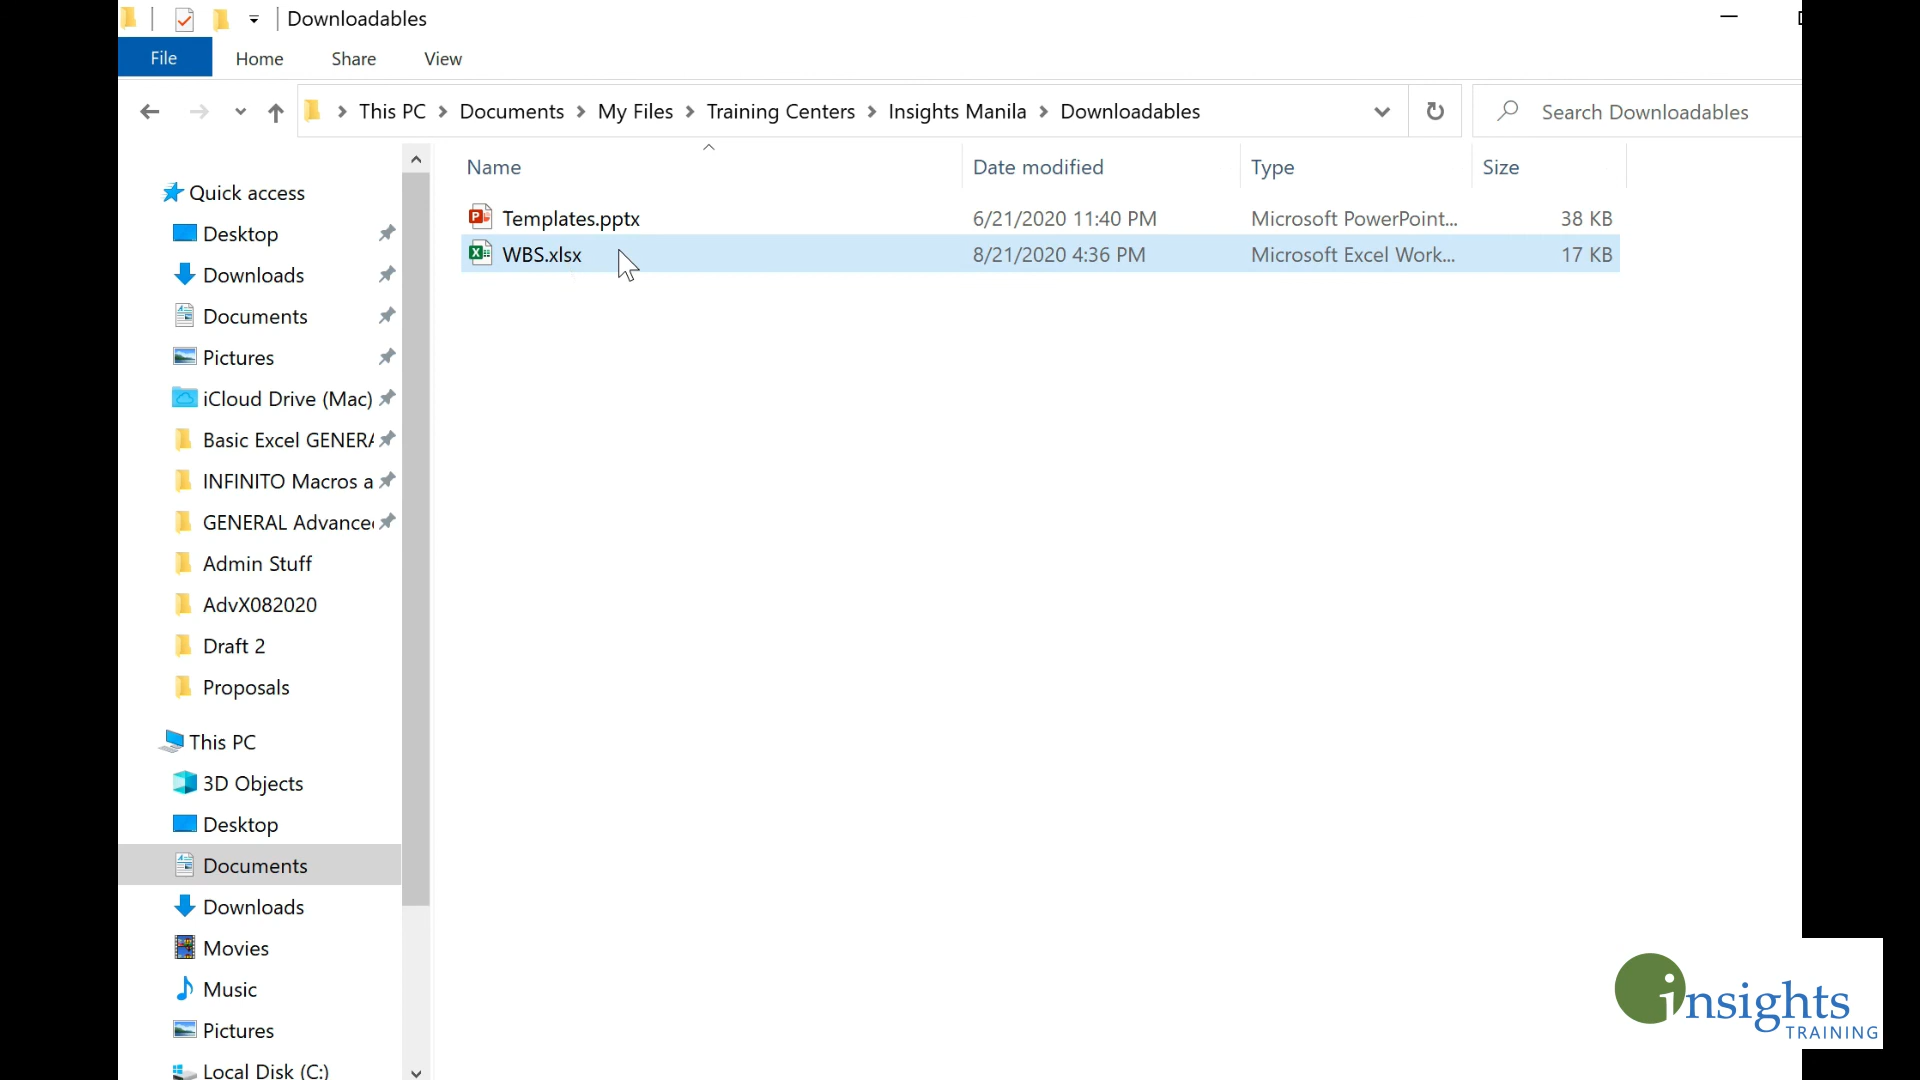 Downloadables
File Home Share View
This PC Documents My Files Training Centers Insights Manila Downloadables Search Downloadables
Name Date modified Type Size
Templates.pptx 6/21/2020 11:40 PM Microsoft PowerPoint... 38 KB
WBS.xlsx 8/21/2020 4:36 PM Microsoft Excel Work... 17 KB
Quick access
Desktop
Downloads
Documents
Pictures
iCloud Drive (Mac)
Basic Excel GENERA
INFINITO Macros a
GENERAL Advance
Admin Stuff
AdvX082020
Draft 2
Proposals
This PC
3D Objects
Desktop
Documents
Downloads
Movies
Music
Pictures
Local Disk (C:)
insights
TRAINING